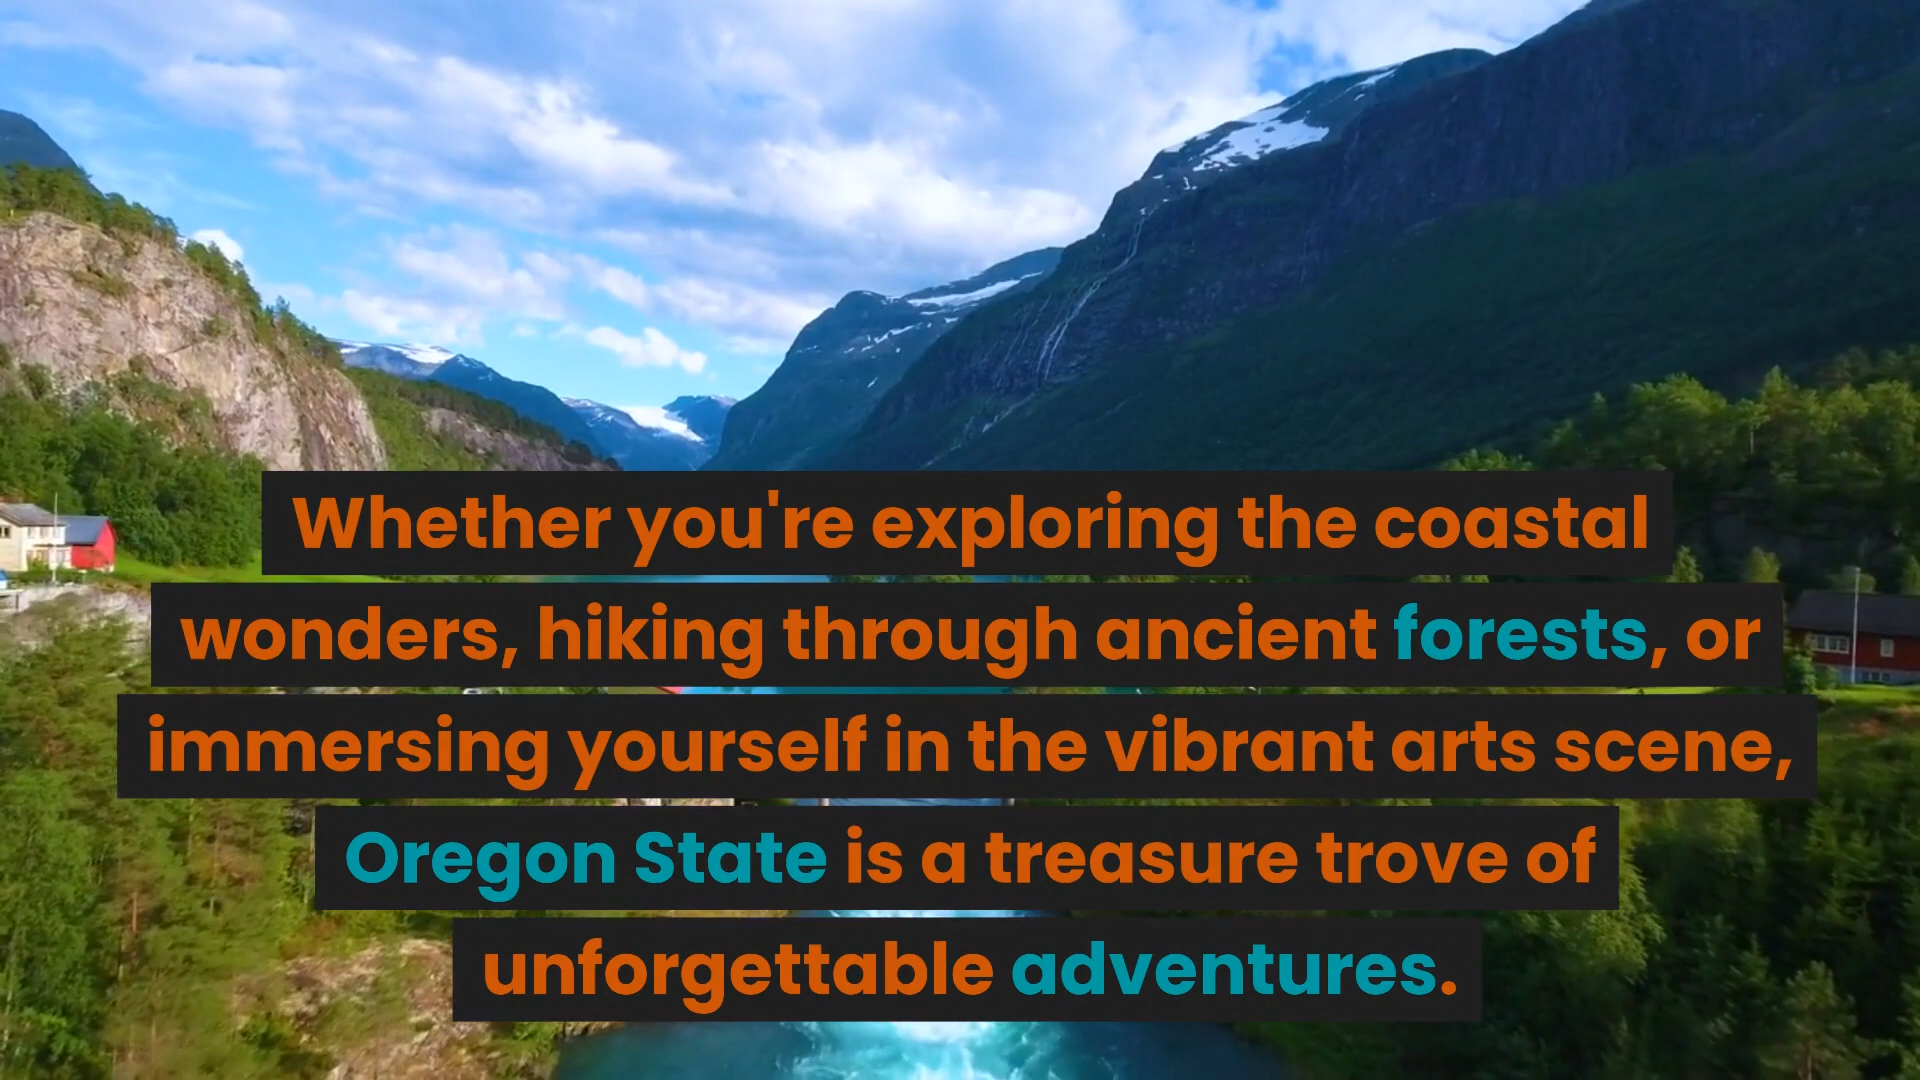 Whether you're exploring the coastal
wonders, hiking through ancient forests, or
immersing yourself in the vibrant arts scene,
Oregon State is a treasure trove of
unforgettable adventures.